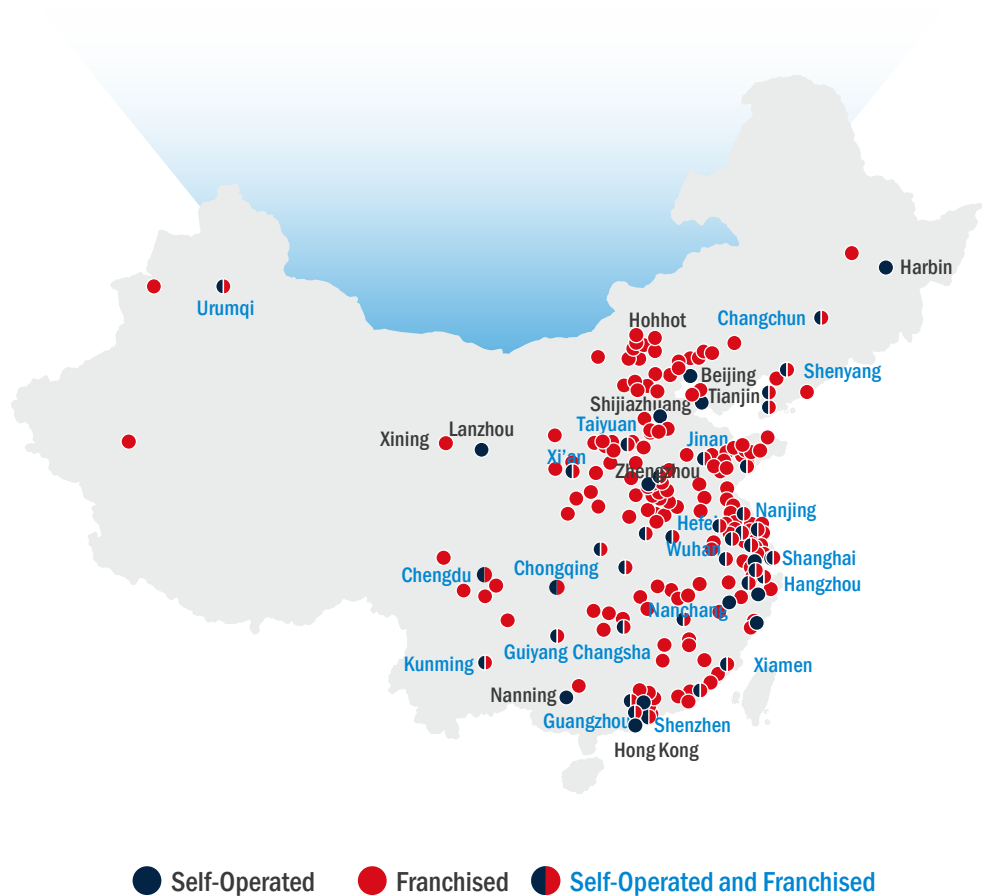 Harbin
Urumqi
Hohhot
Changchun
Beijing
Shenyang
Tianjin
Shijiazhuang
Lanzhou
Taiyuan
Xining
Jinan
Xi'an
Zhengzhou
Nanjing
Hefei
Wuhan
Shanghai
Chengdu
Chongqing
Hangzhou
Nanchang
Guiyang Changsha
Kunming
Xiamen
Nanning
Guangzhou
Shenzhen
Hong Kong
Self-Operated
Franchised
Self-Operated and Franchised